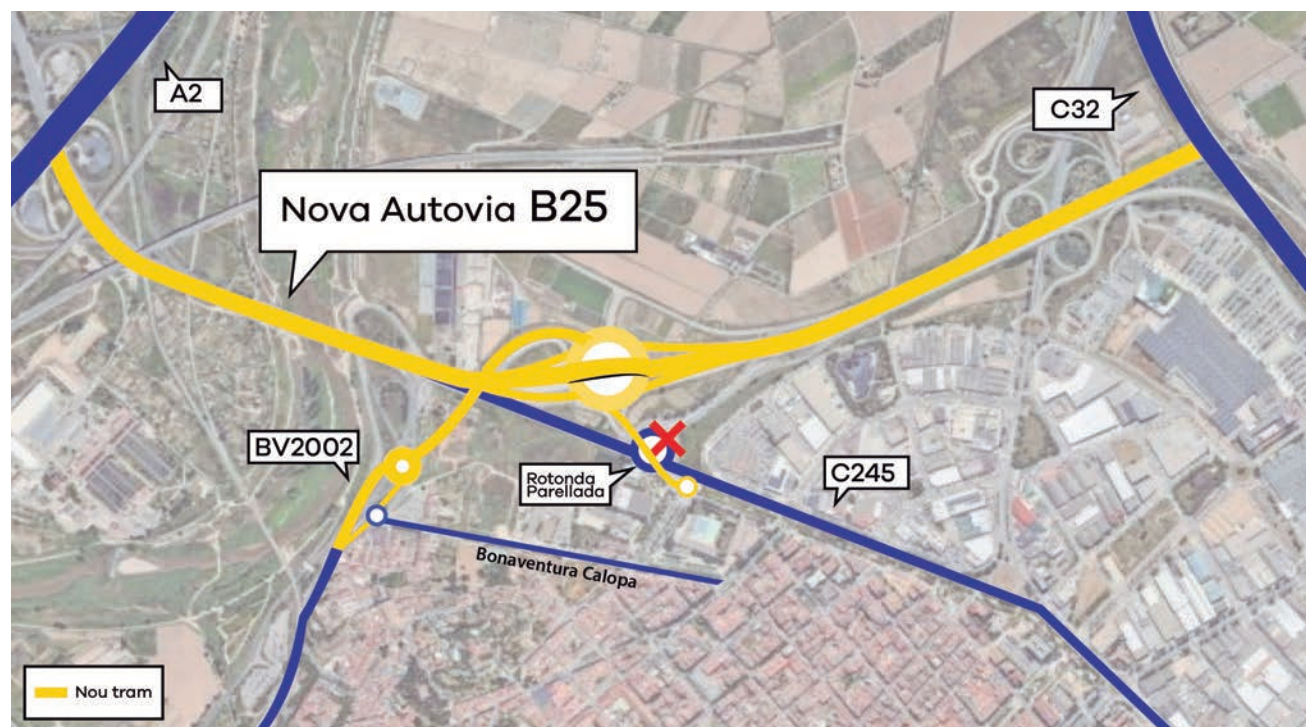 A2
C32
Nova Autovia B25
BV2002
Rotonda
Parellada
C245
Bonaventura Calopa
Nou tram